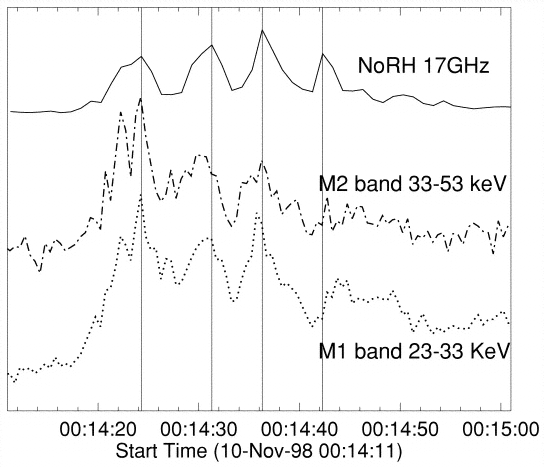 NoRH 17GHz
M2 band 33-53 keV
M1 band 23-33 KeV
00:14:20 00:14:30 00:14:40 00:14:50 00:15:00
Start Time (10-Nov-98 00:14:11)